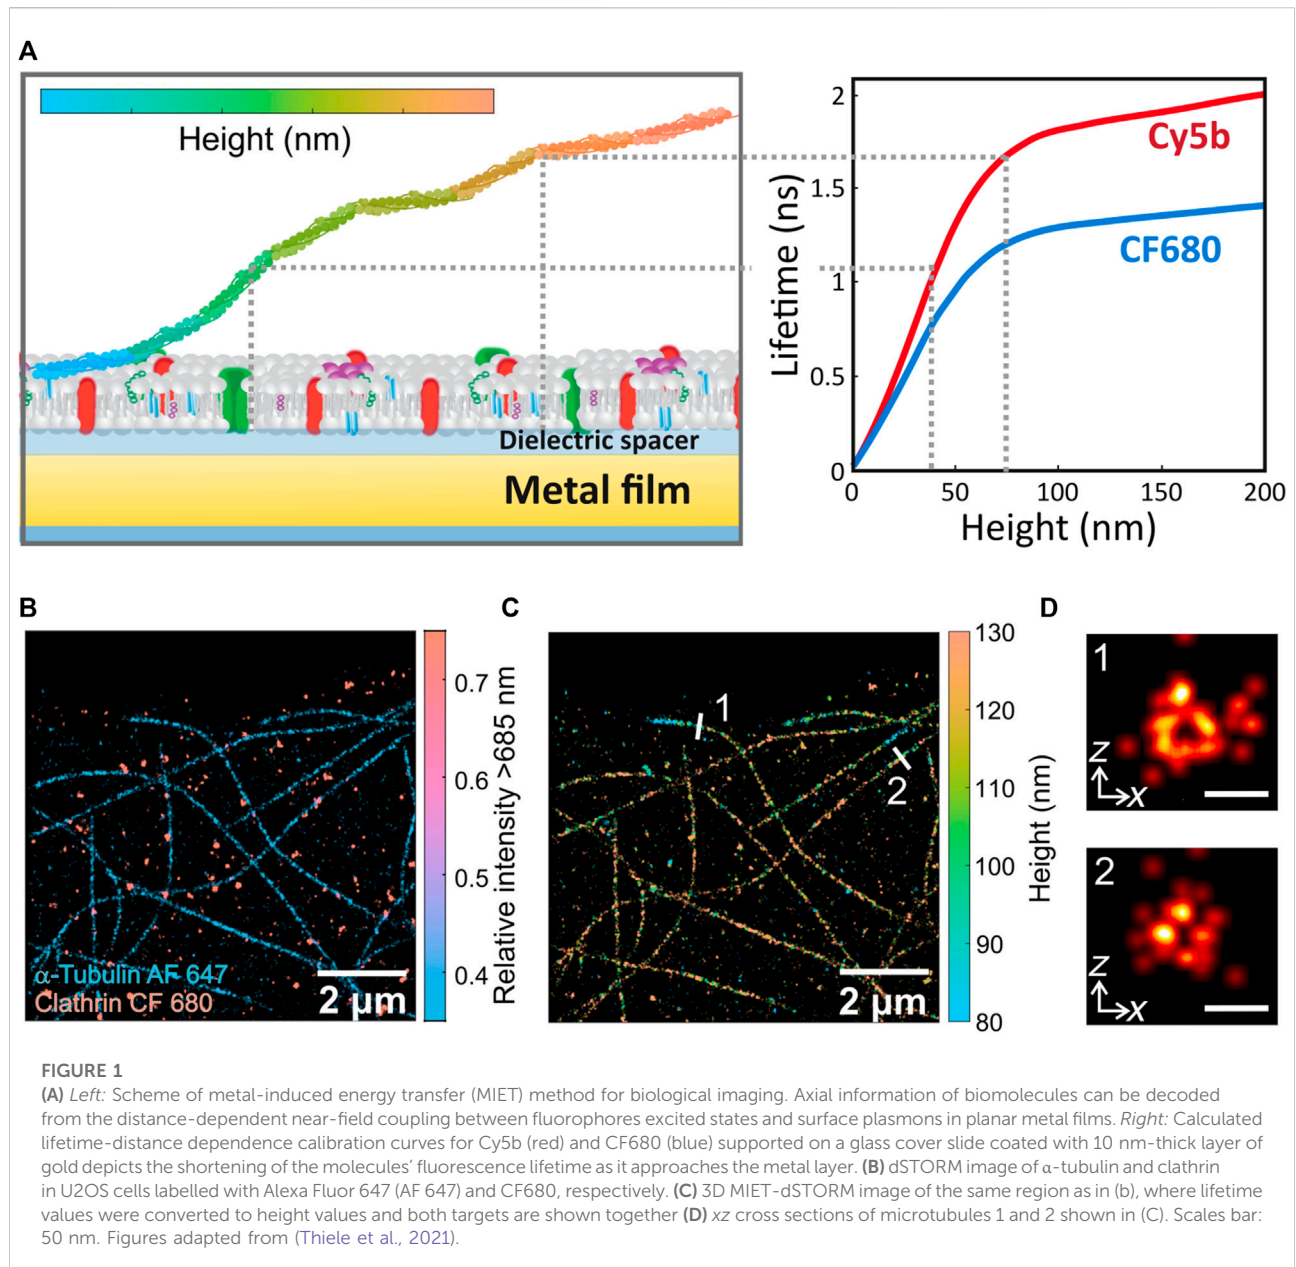 A
Height (nm)
Dielectric spacer
Metal film
2
1.5
1
0.5
0
Lifetime (ns)
Cy5b
CF680
0 50 100 150 200
Height (nm)
B
α-Tubulin AF 647
Clathrin CF 680
2 μm
0.7
0.6
0.5
0.4
Relative intensity >685 nm
C
1
2
2 μm
130
120
110
100
90
80
Height (nm)
D
1
z
x
2
z
x
FIGURE 1
(A) Left: Scheme of metal-induced energy transfer (MIET) method for biological imaging. Axial information of biomolecules can be decoded
from the distance-dependent near-field coupling between fluorophores excited states and surface plasmons in planar metal films. Right: Calculated
lifetime-distance dependence calibration curves for Cy5b (red) and CF680 (blue) supported on a glass cover slide coated with 10 nm-thick layer of
gold depicts the shortening of the molecules’ fluorescence lifetime as it approaches the metal layer. (B) dSTORM image of α-tubulin and clathrin
in U2OS cells labelled with Alexa Fluor 647 (AF 647) and CF680, respectively. (C) 3D MIET-dSTORM image of the same region as in (b), where lifetime
values were converted to height values and both targets are shown together (D) xz cross sections of microtubules 1 and 2 shown in (C). Scales bar:
50 nm. Figures adapted from (Thiele et al., 2021).